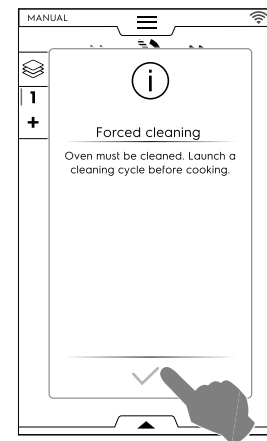 MANUAL
1
+
Forced cleaning
Oven must be cleaned. Launch a
cleaning cycle before cooking.